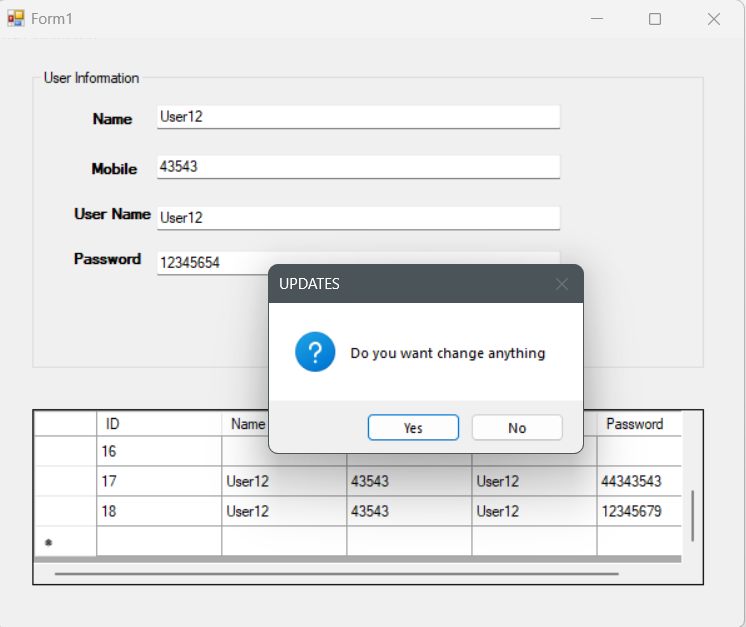 Form1
User Information
Name User12
Mobile 43543
User Name User12
Password 12345654
UPDATES
Do you want change anything
Yes No
ID Name Password
16
17 User12 43543 User12 44343543
18 User12 43543 User12 12345679
*